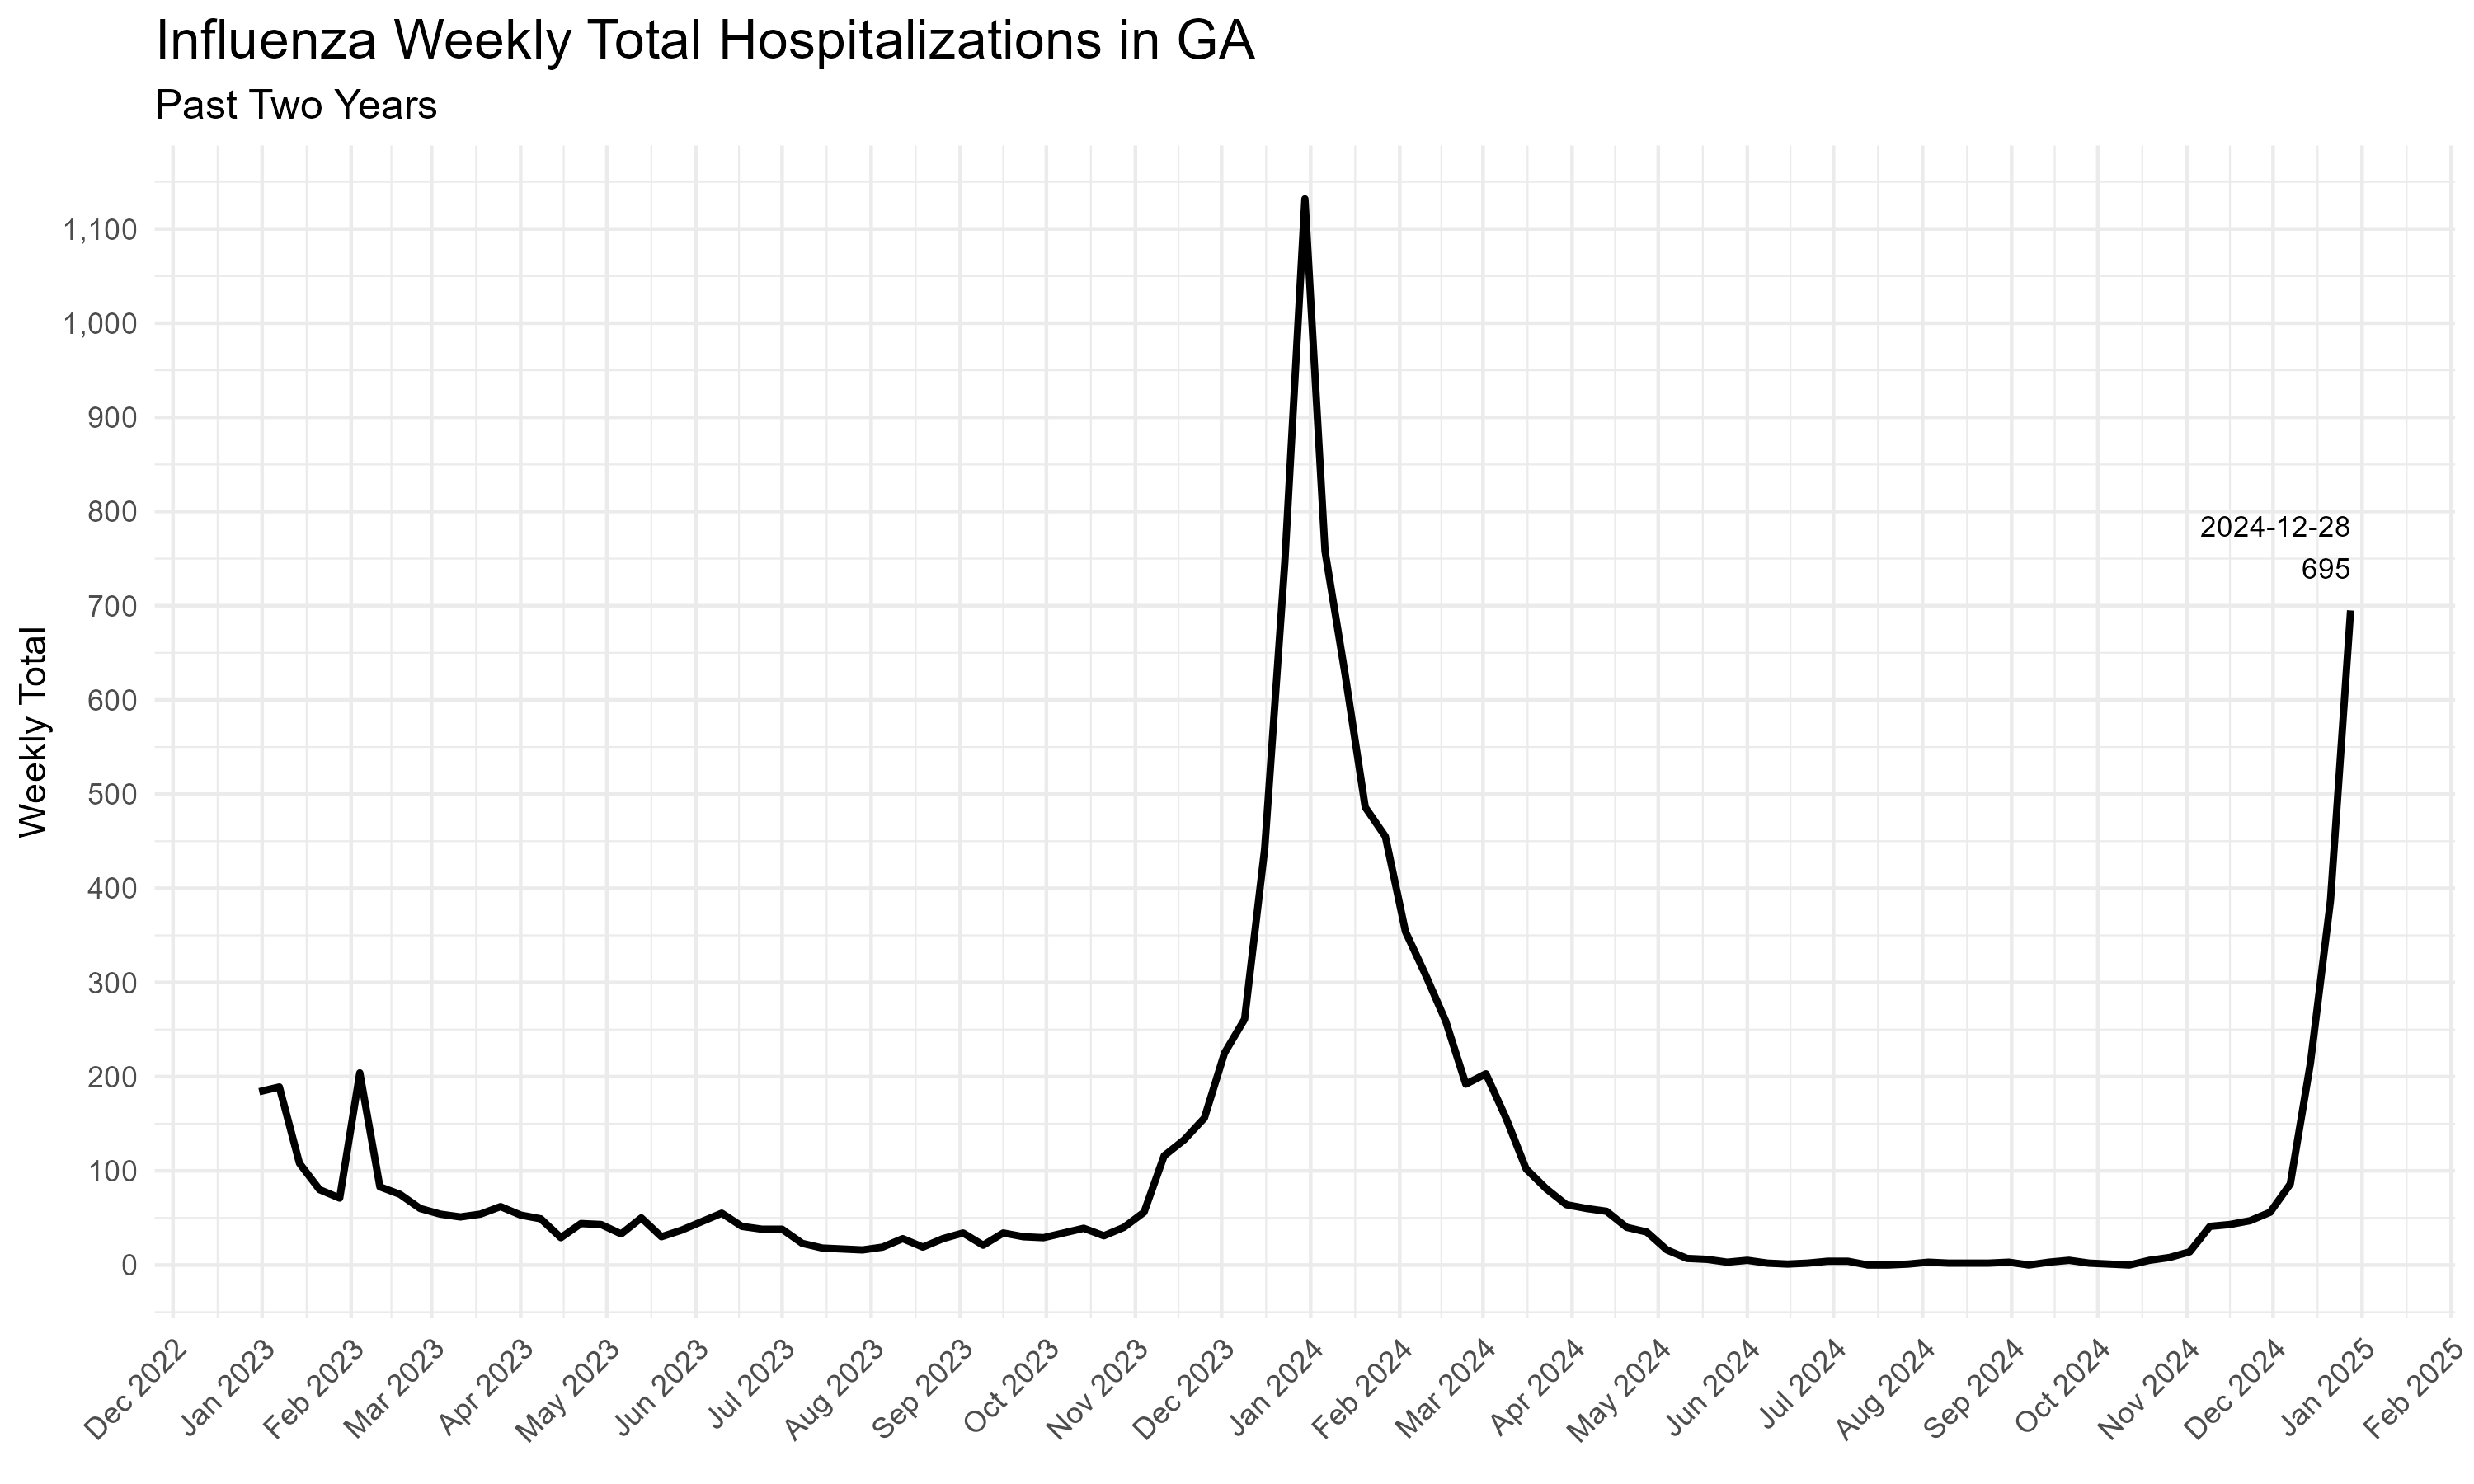 Influenza Weekly Total Hospitalizations in GA
Past Two Years
Weekly Total
1,100
1,000
900
800
700
600
500
400
300
200
100
0
2024-12-28
695
Dec 2022
Jan 2023
Feb 2023
Mar 2023
Apr 2023
May 2023
Jun 2023
Jul 2023
Aug 2023
Sep 2023
Oct 2023
Nov 2023
Dec 2023
Jan 2024
Feb 2024
Mar 2024
Apr 2024
May 2024
Jun 2024
Jul 2024
Aug 2024
Sep 2024
Oct 2024
Nov 2024
Dec 2024
Jan 2025
Feb 2025